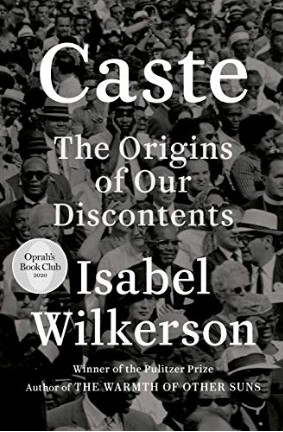 Caste
The Origins
of Our
Discontents
Oprah's
Book Club
2020
Isabel
Wilkerson
Winner of the Pulitzer Prize
Author of THE WARMTH OF OTHER SUNS